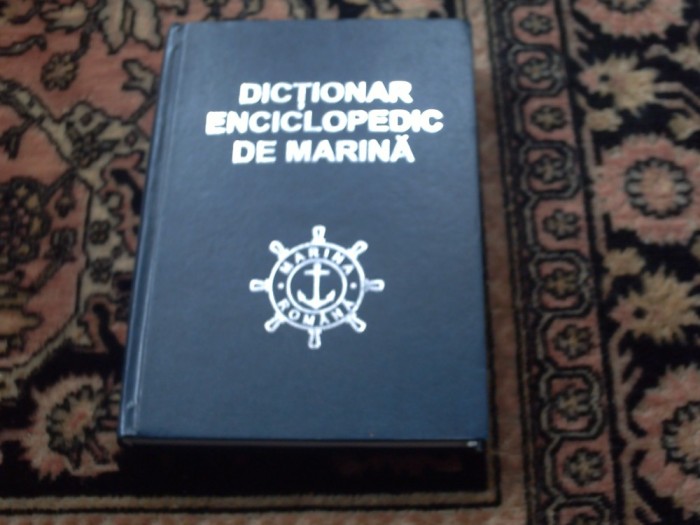 DICȚIONAR
ENCICLOPEDIC
DE MARINĂ
MARINA
ROMÂNĂ